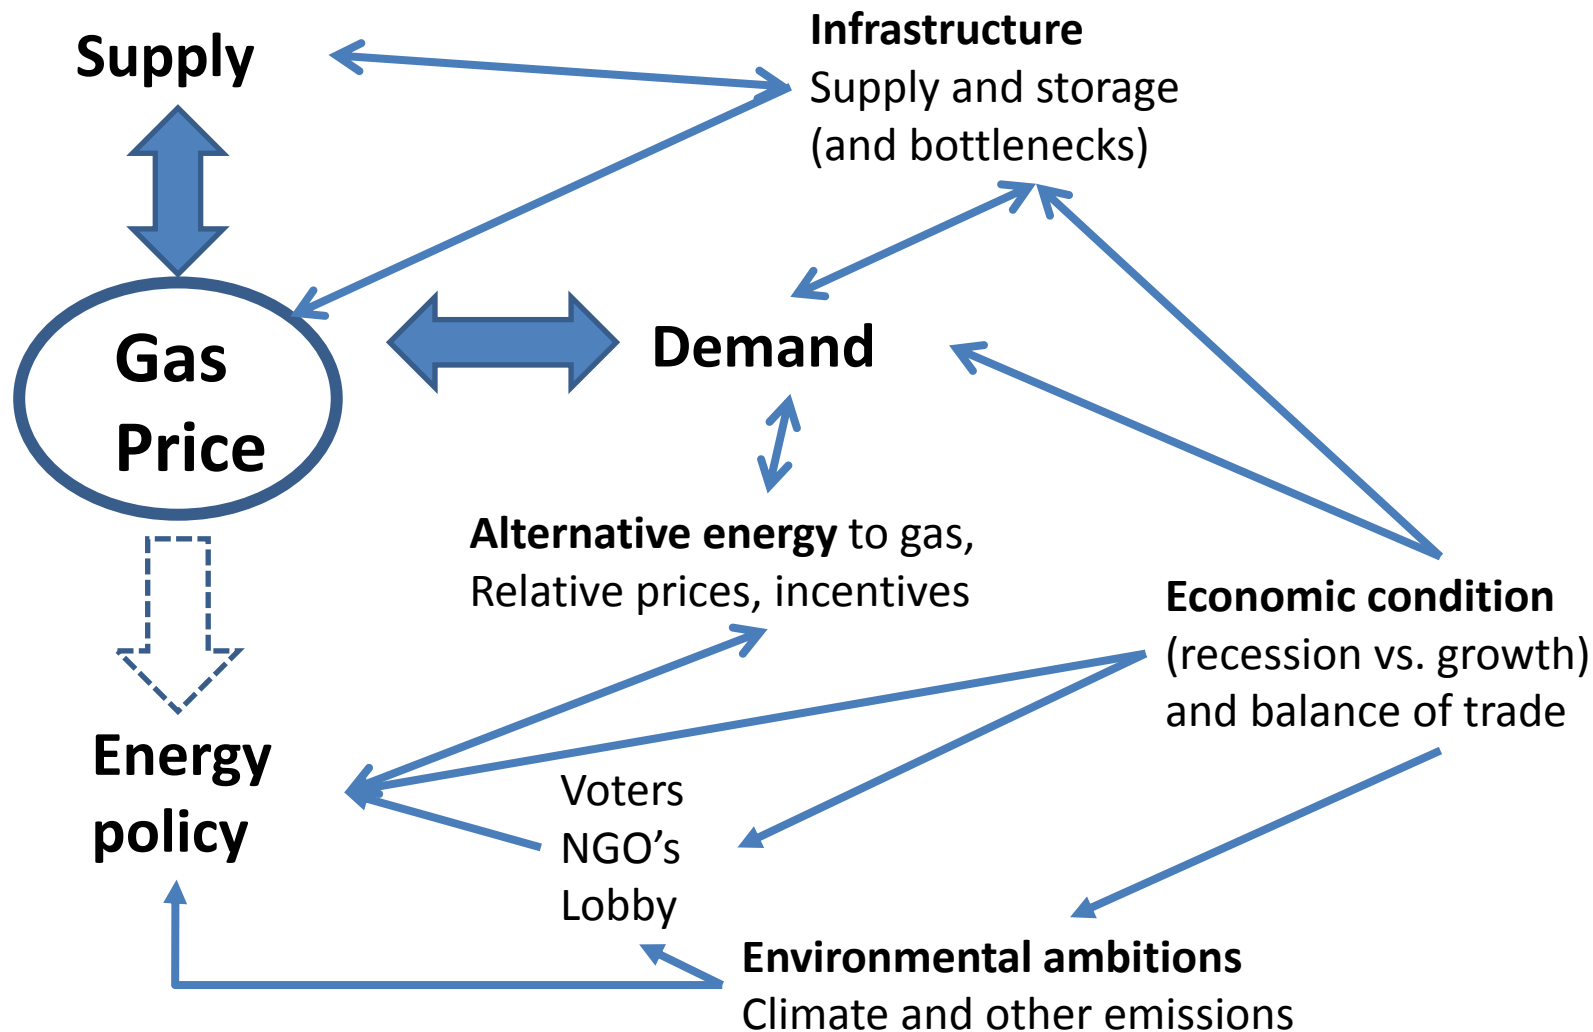 Supply
Infrastructure
Supply and storage
(and bottlenecks)
Gas
Price
Demand
Alternative energy to gas,
Relative prices, incentives
Economic condition
(recession vs. growth)
and balance of trade
Energy
policy
Voters
NGO’s
Lobby
Environmental ambitions
Climate and other emissions